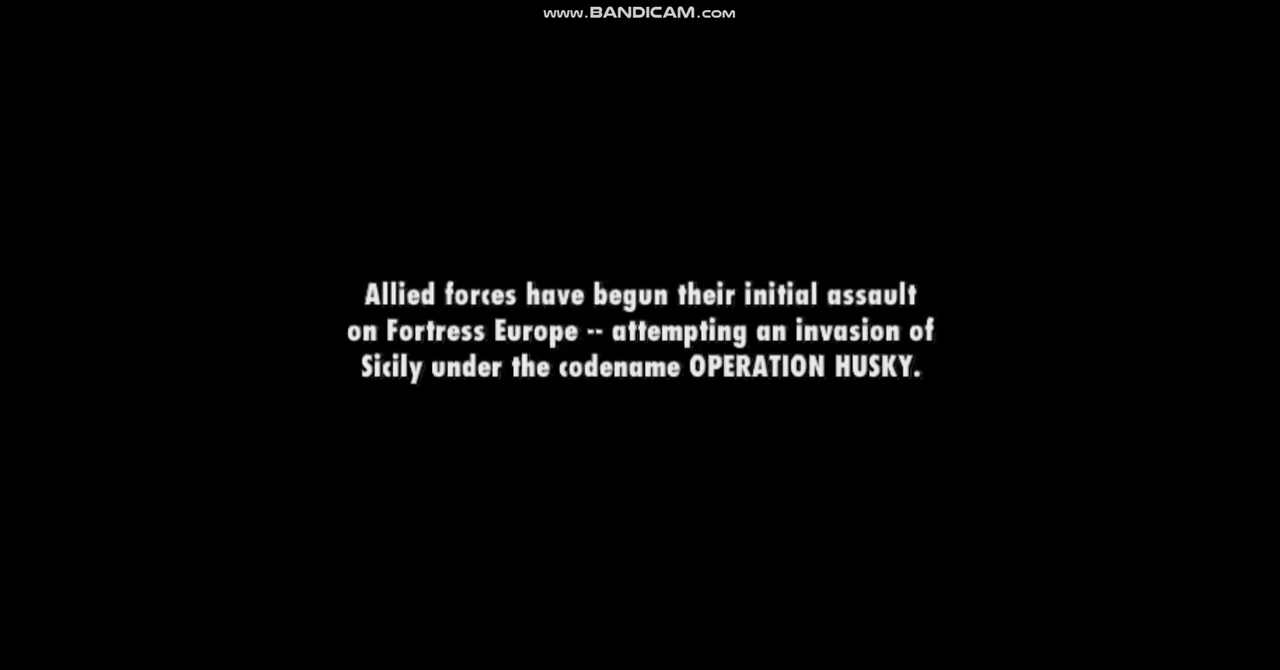 www.BANDICAM.com
Allied forces have begun their initial assault
on Fortress Europe -- attempting an invasion of
Sicily under the codename OPERATION HUSKY.